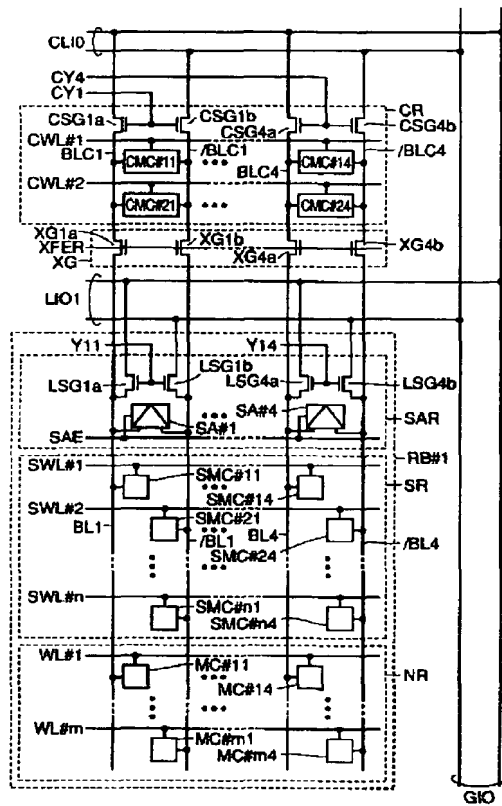 CLI0
CY4
CY1
CSG1a
CSG1b
CSG4a
CR
CSG4b
CWL#1
BLC1
CMC#11
/BLC1
BLC4
CMC#14
/BLC4
CWL#2
CMC#21
CMC#24
XG1a
XFER
XG
XG1b
XG4a
XG4b
LIO1
Y11
LSG1b
Y14
LSG1a
LSG4a
LSG4b
SA#4
SAR
SAE
SA#1
RB#1
SWL#1
SMC#11
SMC#14
SR
SWL#2
BL1
SMC#21
/BL1
BL4
SMC#24
/BL4
SWL#n
SMC#n1
SMC#n4
WL#1
MC#11
MC#14
NR
WL#m
MC#m1
MC#m4
GIO